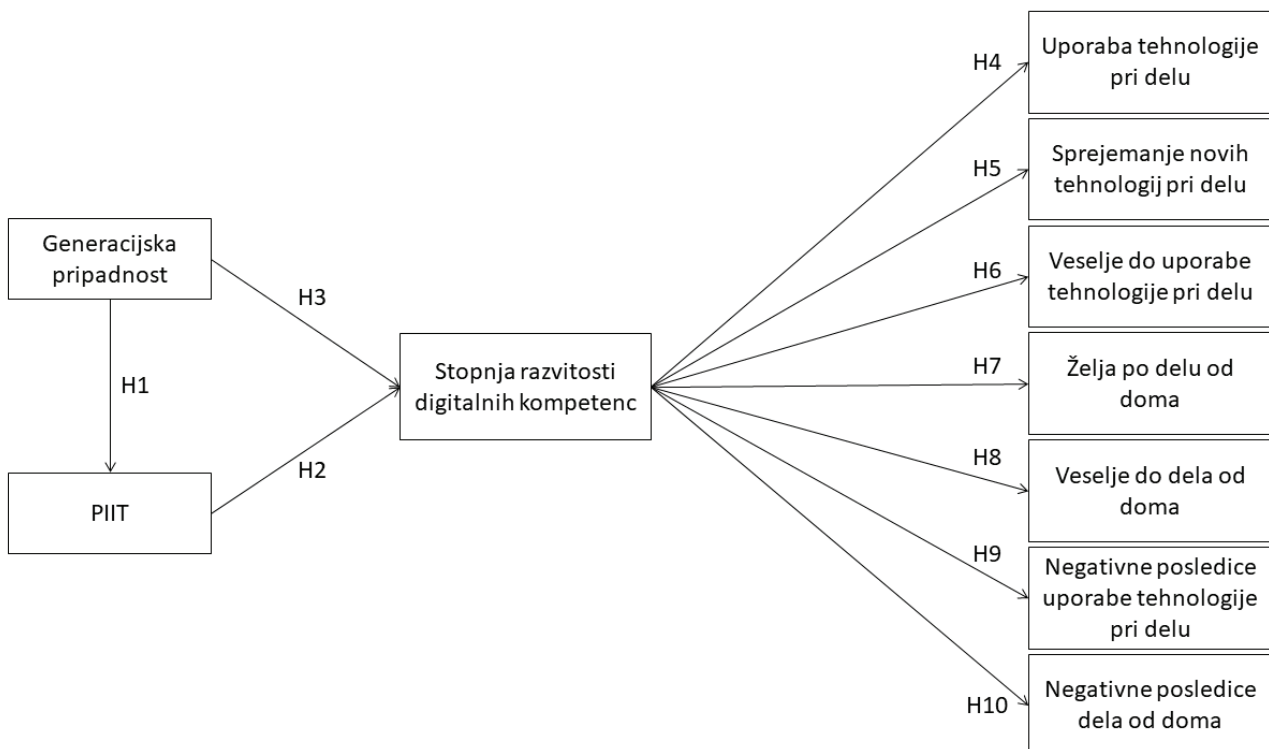 Generacijska
pripadnost
H1
PIIT
H3
H2
Stopnja razvitosti
digitalnih kompetenc
H4
Uporaba tehnologije
pri delu
H5
Sprejemanje novih
tehnologij pri delu
H6
Veselje do uporabe
tehnologije pri delu
H7
Želja po delu od
doma
H8
Veselje do dela od
doma
H9
Negativne posledice
uporabe tehnologije
pri delu
H10
Negativne posledice
dela od doma